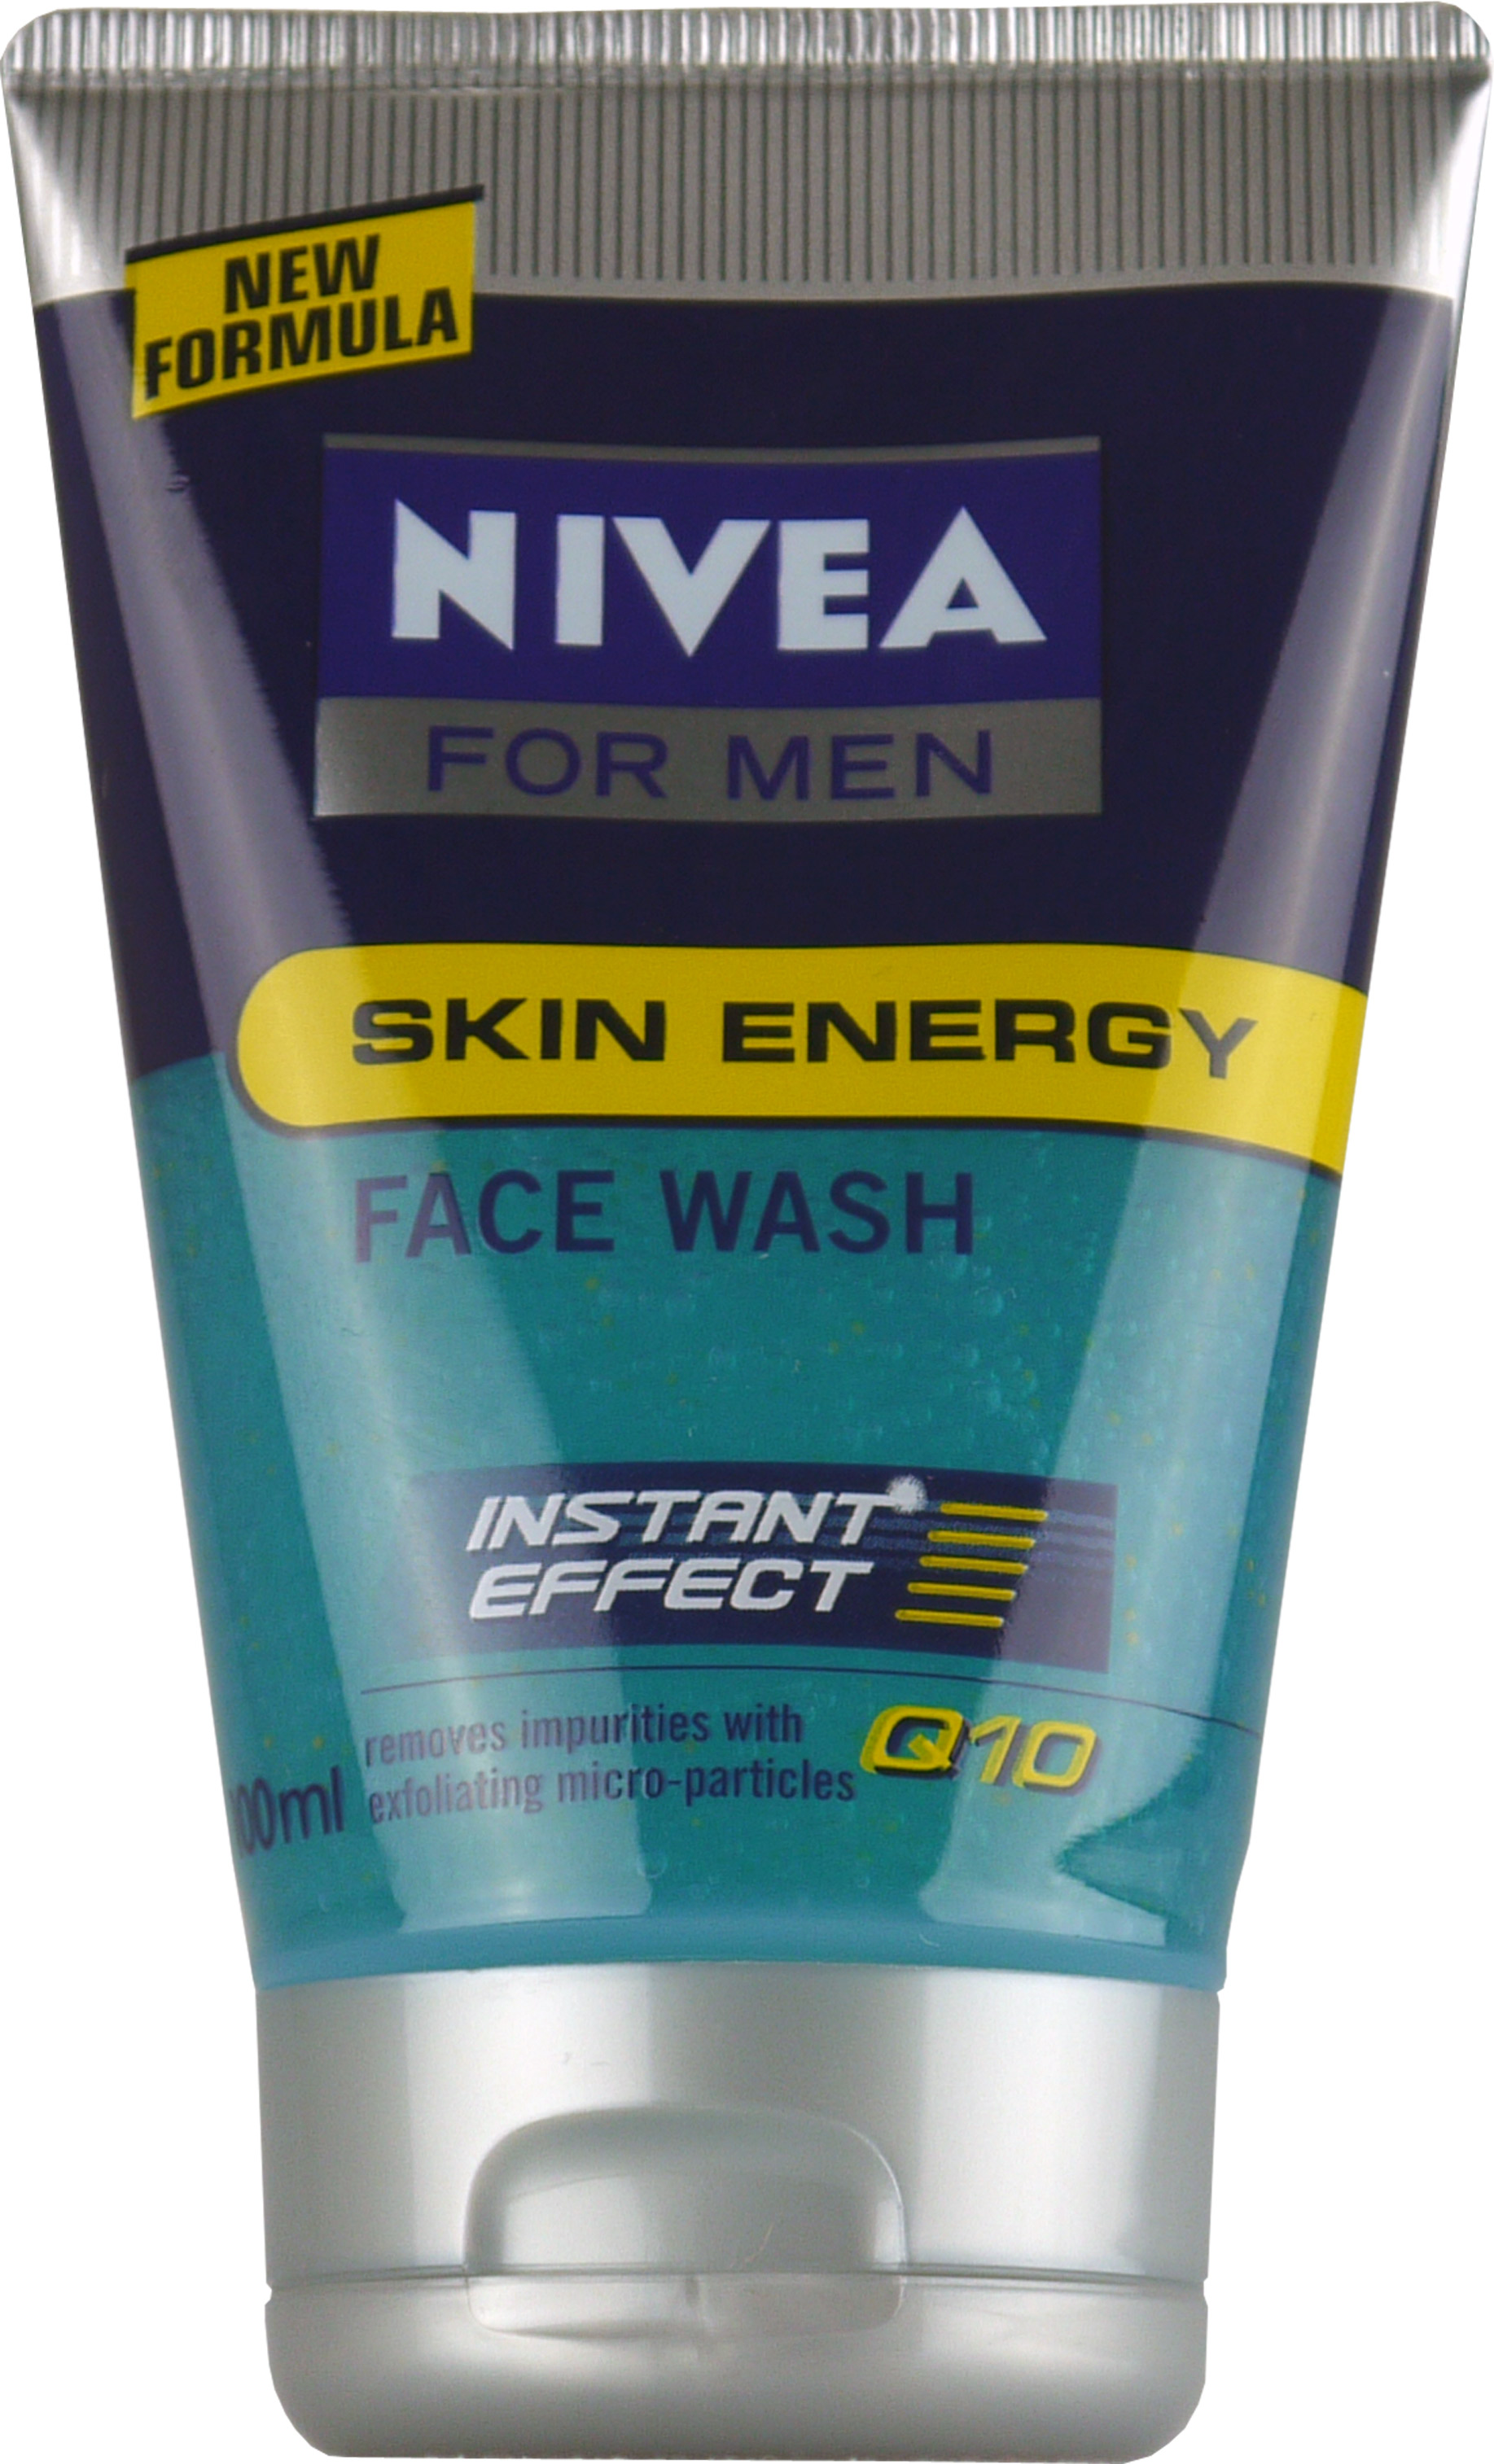 NEW
FORMULA
NIVEA
FOR MEN
SKIN ENERGY
FACE WASH
INSTANT
EFFECT
removes impurities with
exfoliating micro-particles
Q10